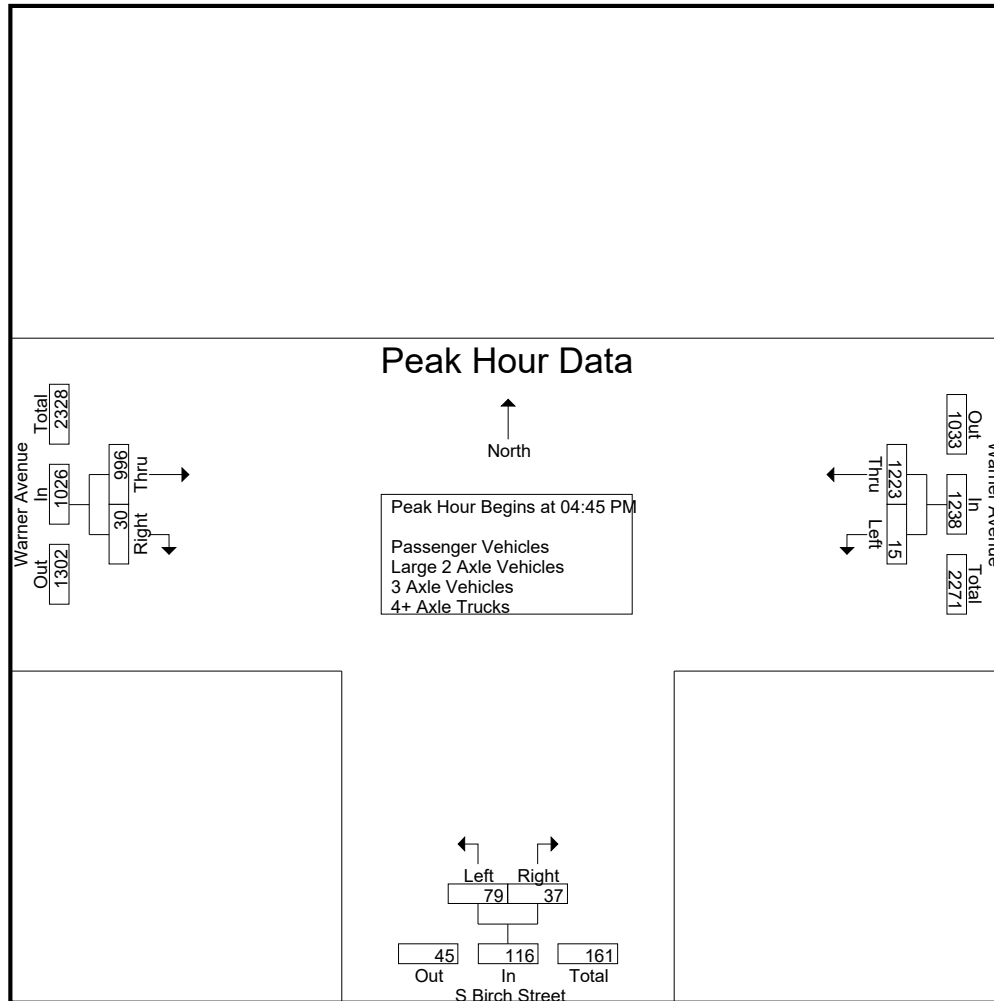 Peak Hour Data
North
Peak Hour Begins at 04:45 PM
Passenger Vehicles
Large 2 Axle Vehicles
3 Axle Vehicles
4+ Axle Trucks
Warner Avenue
Out In Total
1302 1026 2328
Right Thru
30 996
Warner Avenue
Out In Total
1033 1238 2271
Thru Left
1223 15
Left Right
79 37
45 116 161
Out In Total
S Birch Street